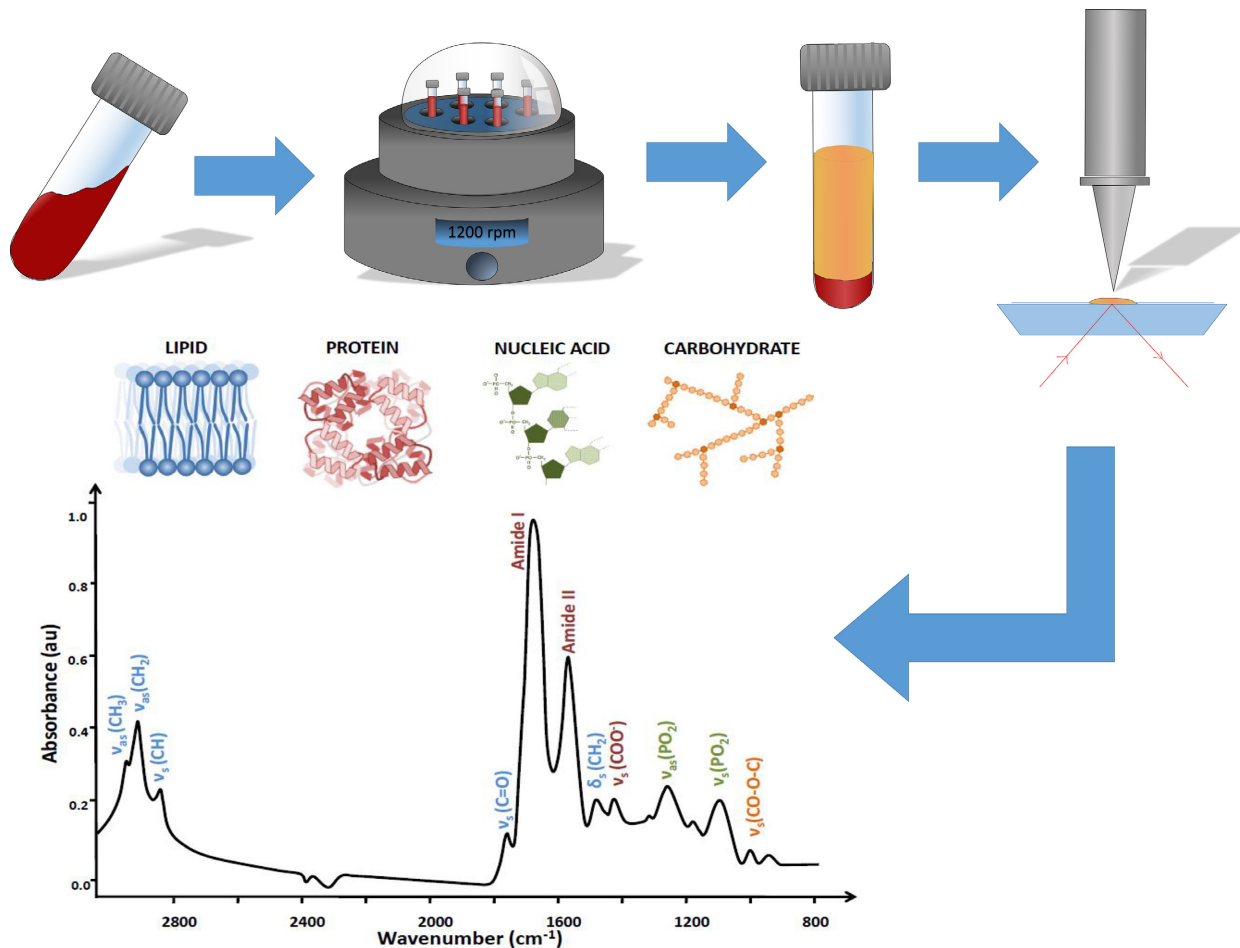 1200 rpm
LIPID
PROTEIN
NUCLEIC ACID
CARBOHYDRATE
Absorbance (au)
1.0
0.8
0.6
0.4
0.2
0.0
νas (CH3)
νas(CH2)
νs (CH)
νs (C=O)
Amide I
Amide II
δs (CH2)
νs (COO-)
νas(PO2)
νs(PO2)
νs(CO-O-C)
2800
2400
2000
1600
1200
800
Wavenumber (cm-1)